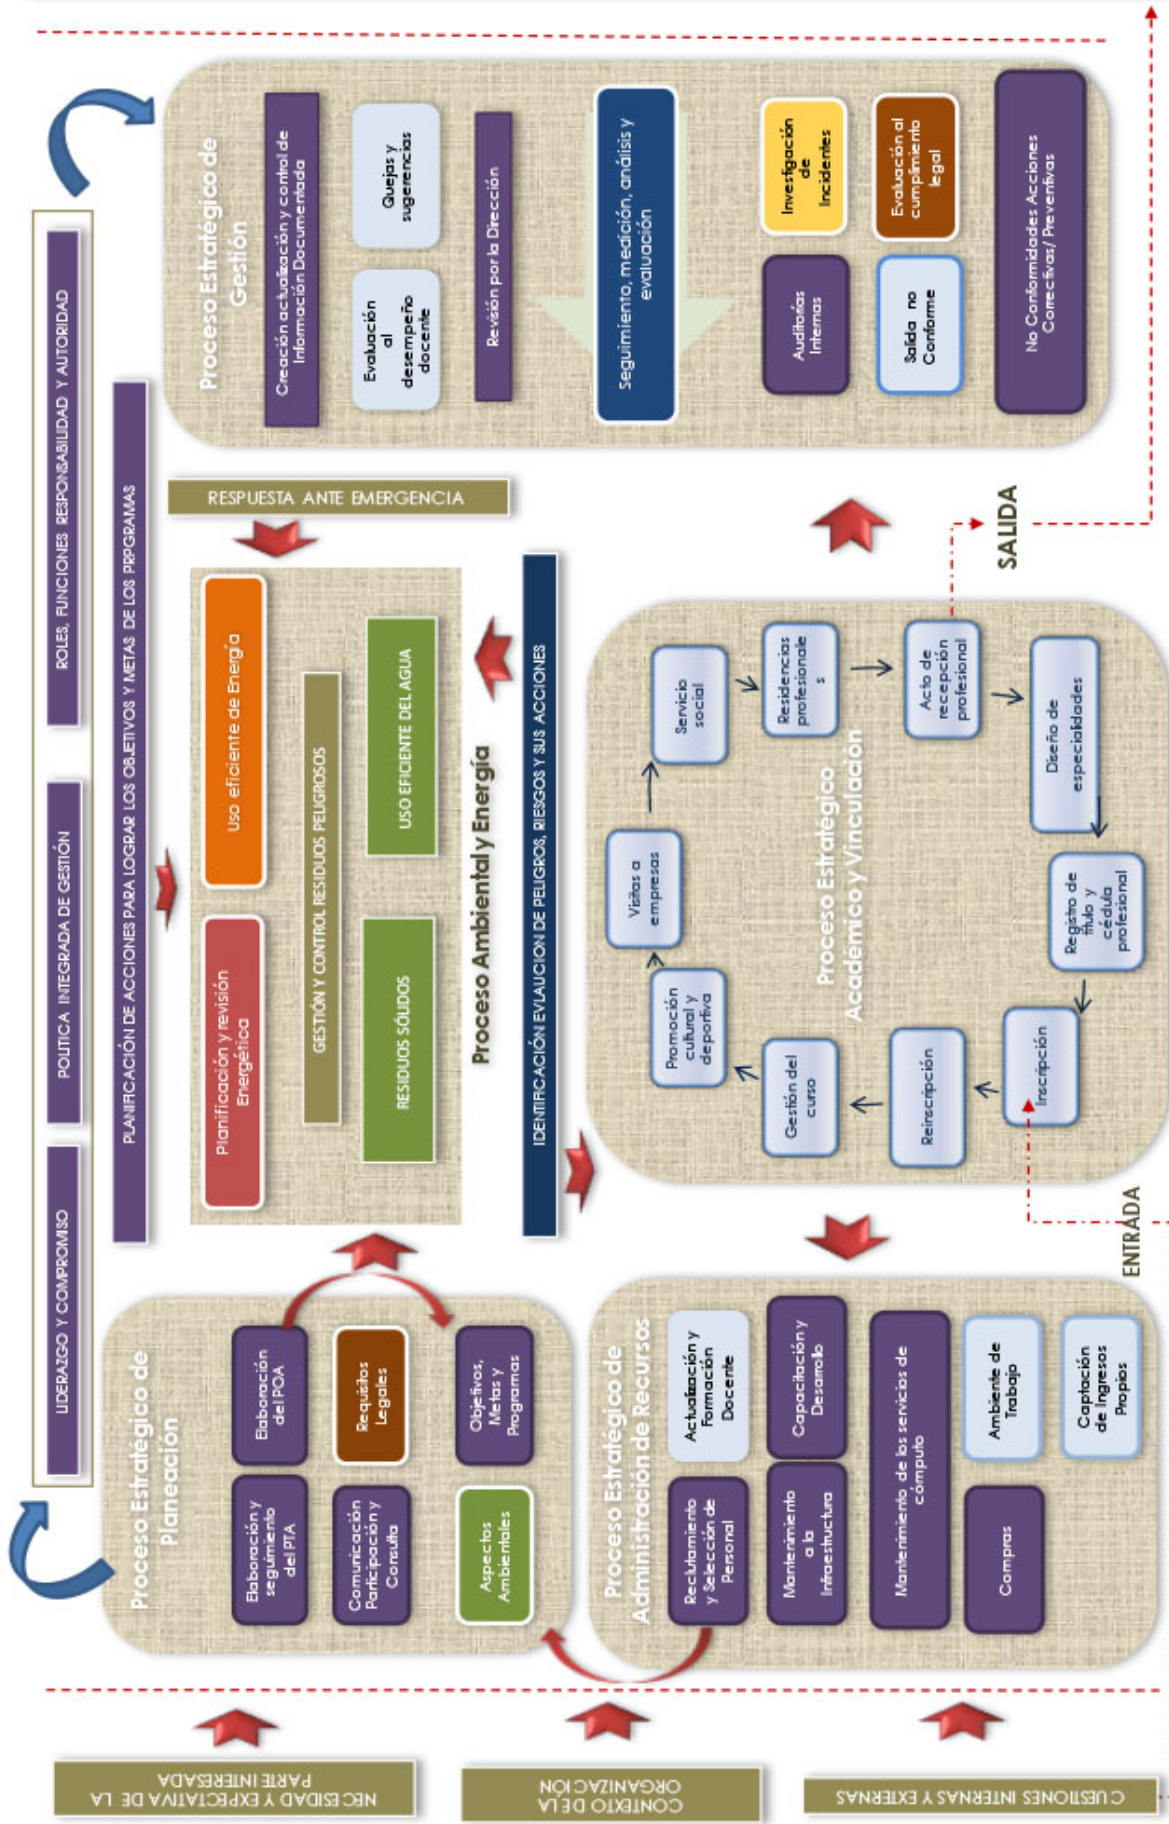 NECESIDAD Y EXPECTATIVA DE LA
PARTE INTERESADA
CONTEXTO DE LA
ORGANIZACIÓN
CUESTIONES INTERNAS Y EXTERNAS
LIDERAZGO Y COMPROMISO
POLITICA INTEGRADA DE GESTIÓN
ROLES, FUNCIONES RESPONSABILIDAD Y AUTORIDAD
PLANIFICACIÓN DE ACCIONES PARA LOGRAR LOS OBJETIVOS Y METAS DE LOS PRPGRAMAS
Proceso Estratégico de
Planeación
Elaboración y
seguimiento
del PTA
Elaboración
del POA
Comunicación
Participación y
Consulta
Requisitos
Legales
Aspectos
Ambientales
Objetivos,
Metas y
Programas
Proceso Estratégico de
Administración de Recursos
Reclutamiento
y Selección de
Personal
Actualización y
Formación
Docente
Mantenimiento
a la
Infraestructura
Capacitación y
Desarrollo
Mantenimiento de los servicios de
cómputo
Compras
Ambiente de
Trabajo
Captación
de Ingresos
Propios
Planificación y revisión
Energética
Uso eficiente de Energía
GESTIÓN Y CONTROL RESIDUOS PELIGROSOS
RESIDUOS SÓLIDOS
USO EFICIENTE DEL AGUA
Proceso Ambiental y Energía
RESPUESTA ANTE EMERGENCIA
IDENTIFICACIÓN EVLAUCION DE PELIGROS, RIESGOS Y SUS ACCIONES
Proceso Estratégico
Académico y Vinculación
Visitas a
empresas
Servicio
social
Residencias
profesionale
s
Acto de
recepción
profesional
Diseño de
especialidades
Registro de
título y
cédula
profesional
Inscripción
Reinscripción
Gestión del
curso
Promoción
cultural y
deportiva
ENTRADA
SALIDA
Proceso Estratégico de
Gestión
Creación actualización y control de
Información Documentada
Evaluación
al
desempeño
docente
Quejas y
sugerencias
Revisión por la Dirección
Seguimiento, medición, análisis y
evaluación
Auditorías
Internas
Investigación
de
Incidentes
Salida no
Conforme
Evaluación al
cumplimiento
legal
No Conformidades Acciones
Correctivas/ Preventivas